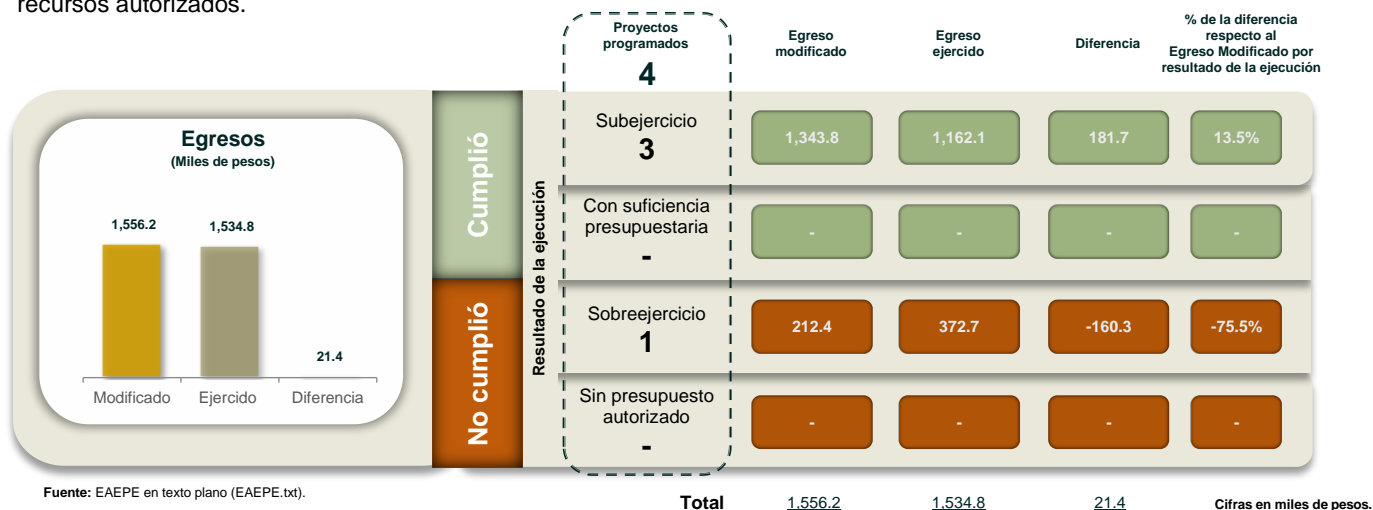 recursos autorizados.
Proyectos
programados
4
Egreso
modificado
Egreso
ejercido
Diferencia
% de la diferencia
respecto al
Egreso Modificado por
resultado de la ejecución
Egresos
(Miles de pesos)
1,556.2
1,534.8
21.4
Modificado
Ejercido
Diferencia
Cumplió
No cumplió
Resultado de la ejecución
Subejercicio
3
1,343.8
1,162.1
181.7
13.5%
Con suficiencia
presupuestaria
-
-
-
-
-
Sobreejercicio
1
212.4
372.7
-160.3
-75.5%
Sin presupuesto
autorizado
-
-
-
-
-
Fuente: EAEPE en texto plano (EAEPE.txt).
Total
1,556.2
1,534.8
21.4
Cifras en miles de pesos.